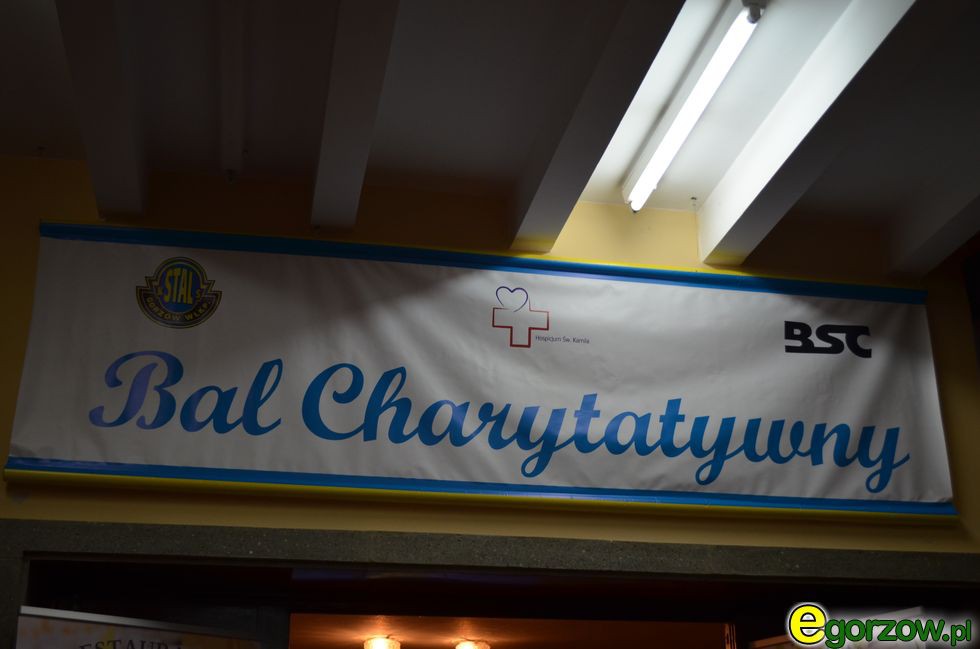 STAL
GORZÓW WLKP.
Hospicjum Św. Kamila
BSC
Bal Charytatywny
egorzow.pl